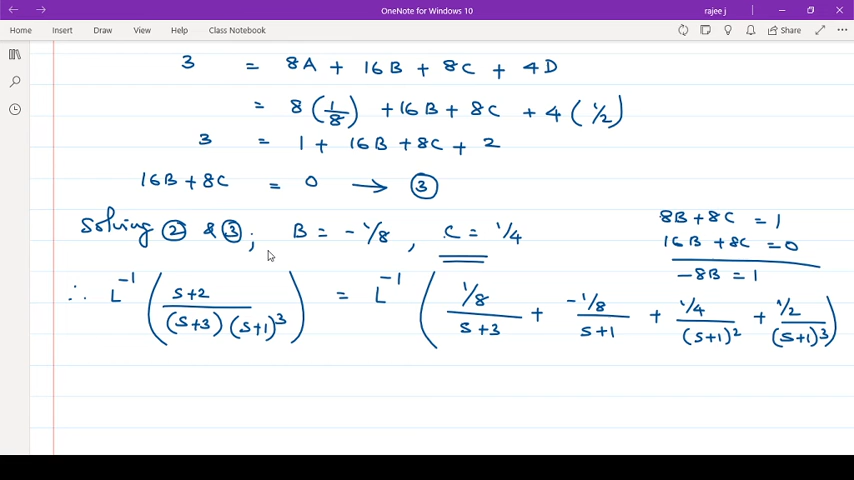 OneNote for Windows 10
rajee j
Home Insert Draw View Help Class Notebook
Share
3 = 8A + 16B + 8C + 4D
= 8 (1/8) + 16B + 8C + 4 (1/2)
3 = 1 + 16B + 8C + 2
16B + 8C = 0 → ③
Solving ② & ③; B = -1/8, C = 1/4
8B + 8C = 1
16B + 8C = 0
-8B = 1
∴ L⁻¹ ( s+2 / (s+3) (s+1)³ ) = L⁻¹ ( 1/8 / s+3 + -1/8 / s+1 + 1/4 / (s+1)² + 1/2 / (s+1)³ )